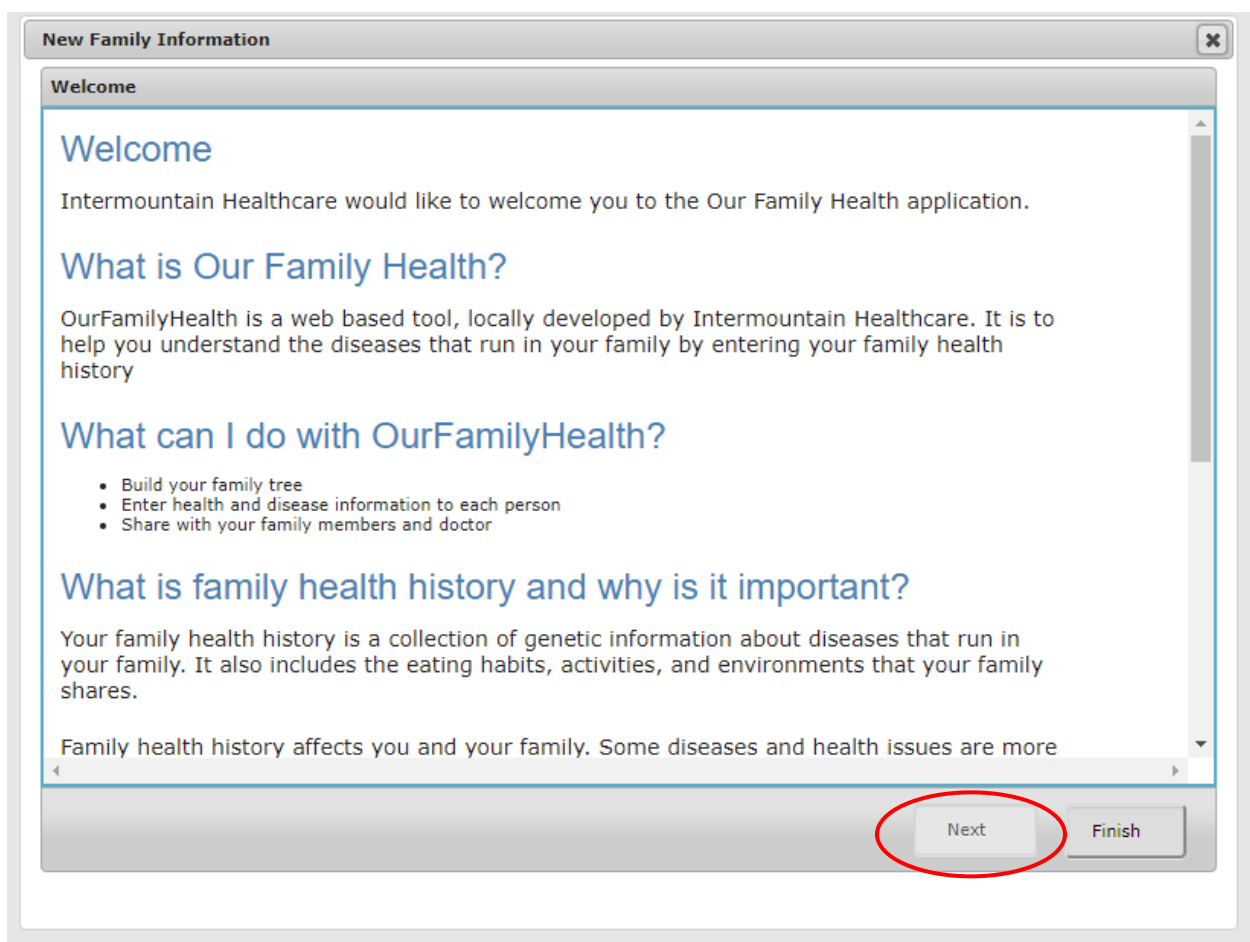 New Family Information
Welcome
Welcome
Intermountain Healthcare would like to welcome you to the Our Family Health application.
What is Our Family Health?
OurFamilyHealth is a web based tool, locally developed by Intermountain Healthcare. It is to
help you understand the diseases that run in your family by entering your family health
history
What can I do with OurFamilyHealth?
• Build your family tree
• Enter health and disease information to each person
• Share with your family members and doctor
What is family health history and why is it important?
Your family health history is a collection of genetic information about diseases that run in
your family. It also includes the eating habits, activities, and environments that your family
shares.
Family health history affects you and your family. Some diseases and health issues are more
Next Finish